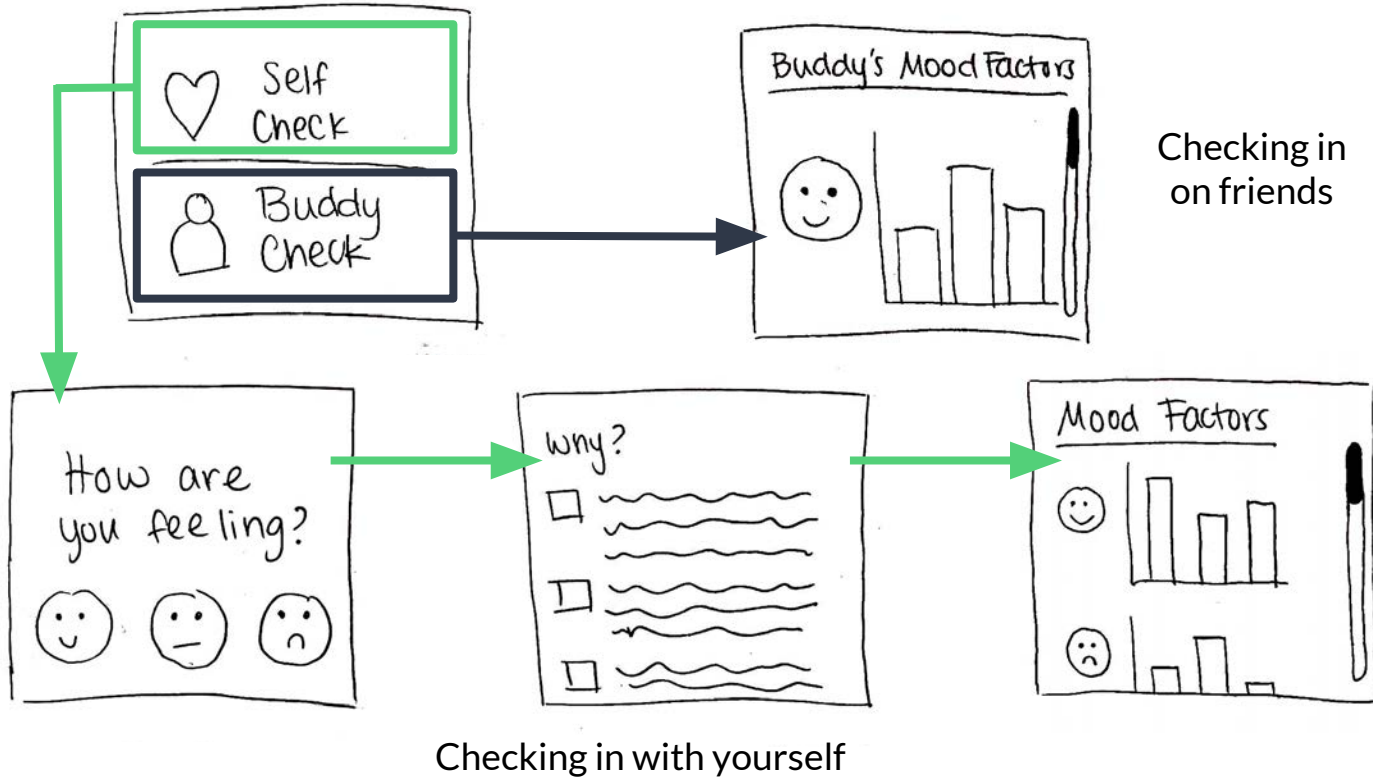 Self
Check
Buddy
Check
Buddy's Mood Factors
Checking in
on friends
How are
you feeling?
why?
Mood Factors
Checking in with yourself